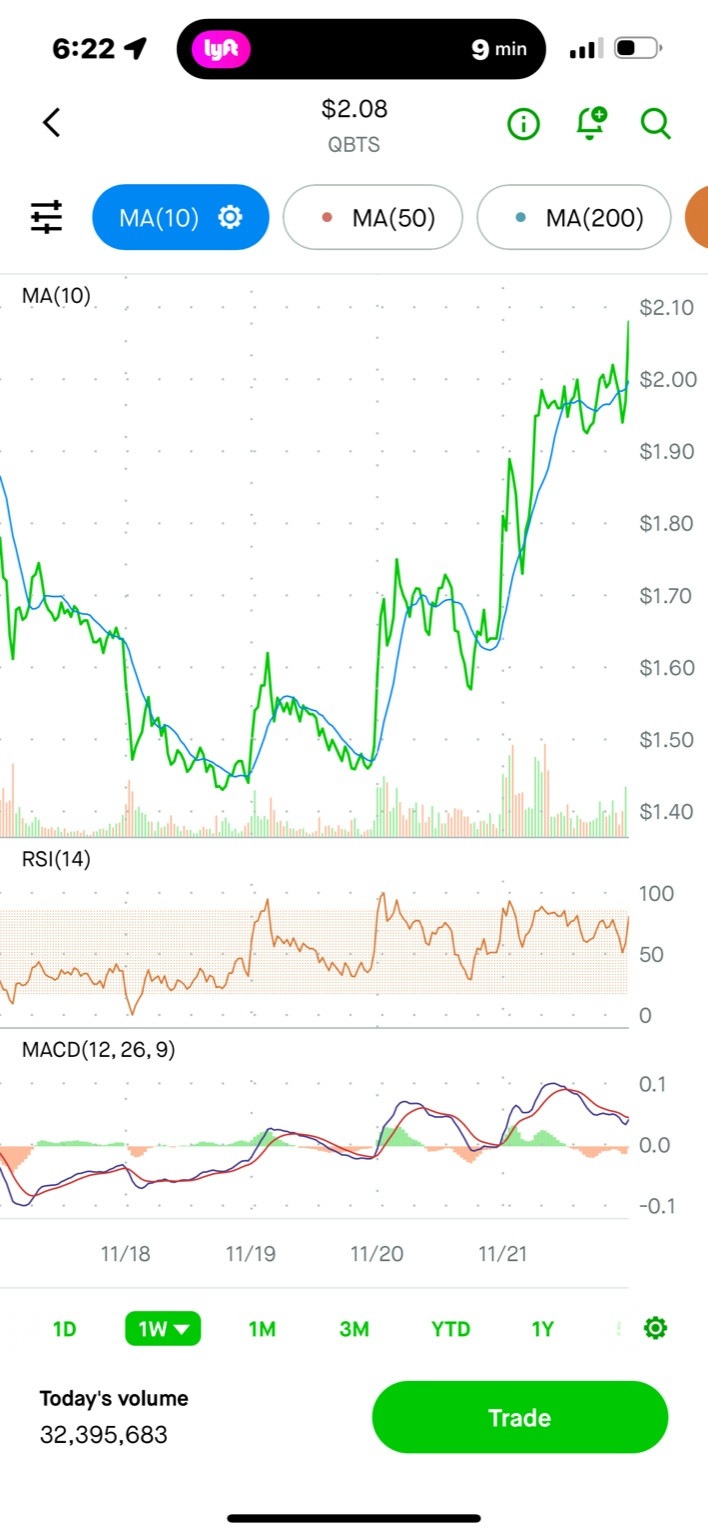 6:22
lyft
9 min
$2.08
QBTS
MA(10)
MA(50)
MA(200)
MA(10)
$2.10
$2.00
$1.90
$1.80
$1.70
$1.60
$1.50
$1.40
RSI(14)
100
50
0
MACD(12, 26, 9)
0.1
0.0
-0.1
11/18
11/19
11/20
11/21
1D
1W
1M
3M
YTD
1Y
Today's volume
32,395,683
Trade